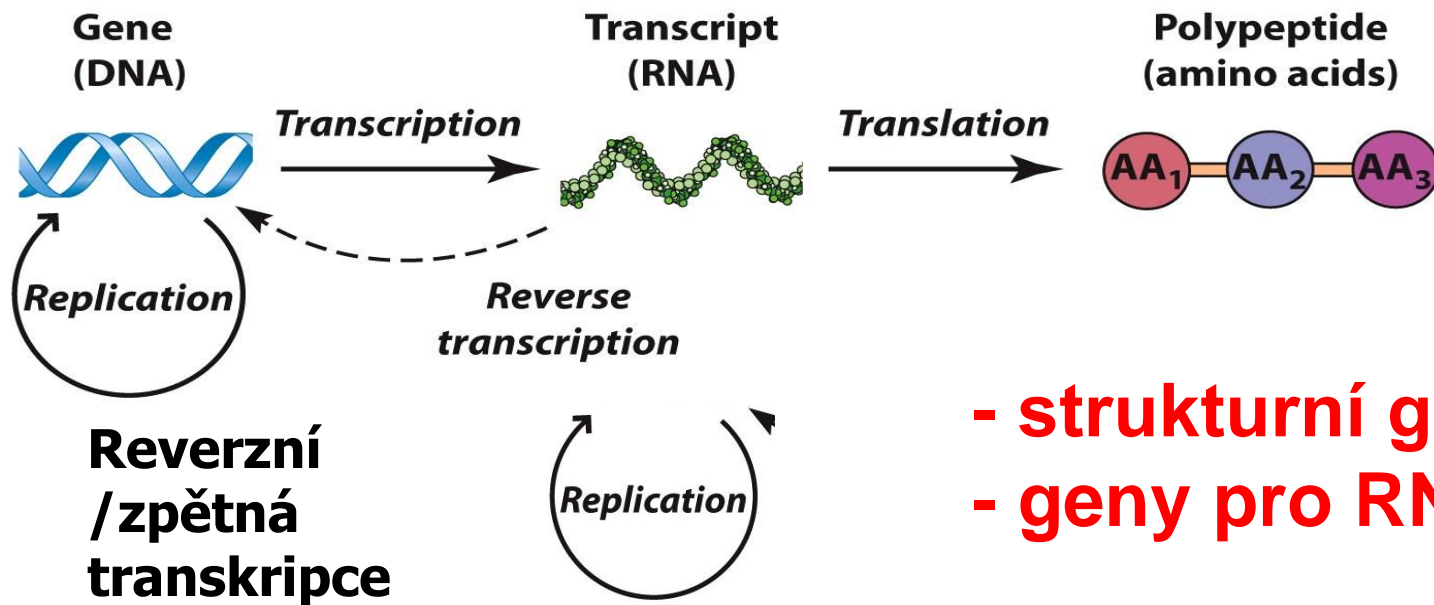 Gene
(DNA)
Transcript
(RNA)
Polypeptide
(amino acids)
Transcription
Translation
AA₁
AA₂
AA₃
Replication
Reverse
transcription
Reverzní
/zpětná
transkripce
Replication
- strukturní g
- geny pro RN